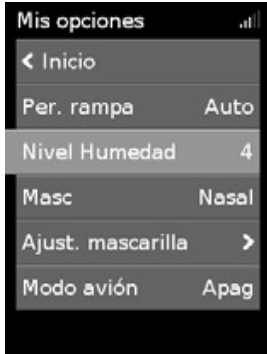 Mis opciones
< Inicio
Per. rampa Auto
Nivel Humedad 4
Masc Nasal
Ajust. mascarilla >
Modo avión Apag